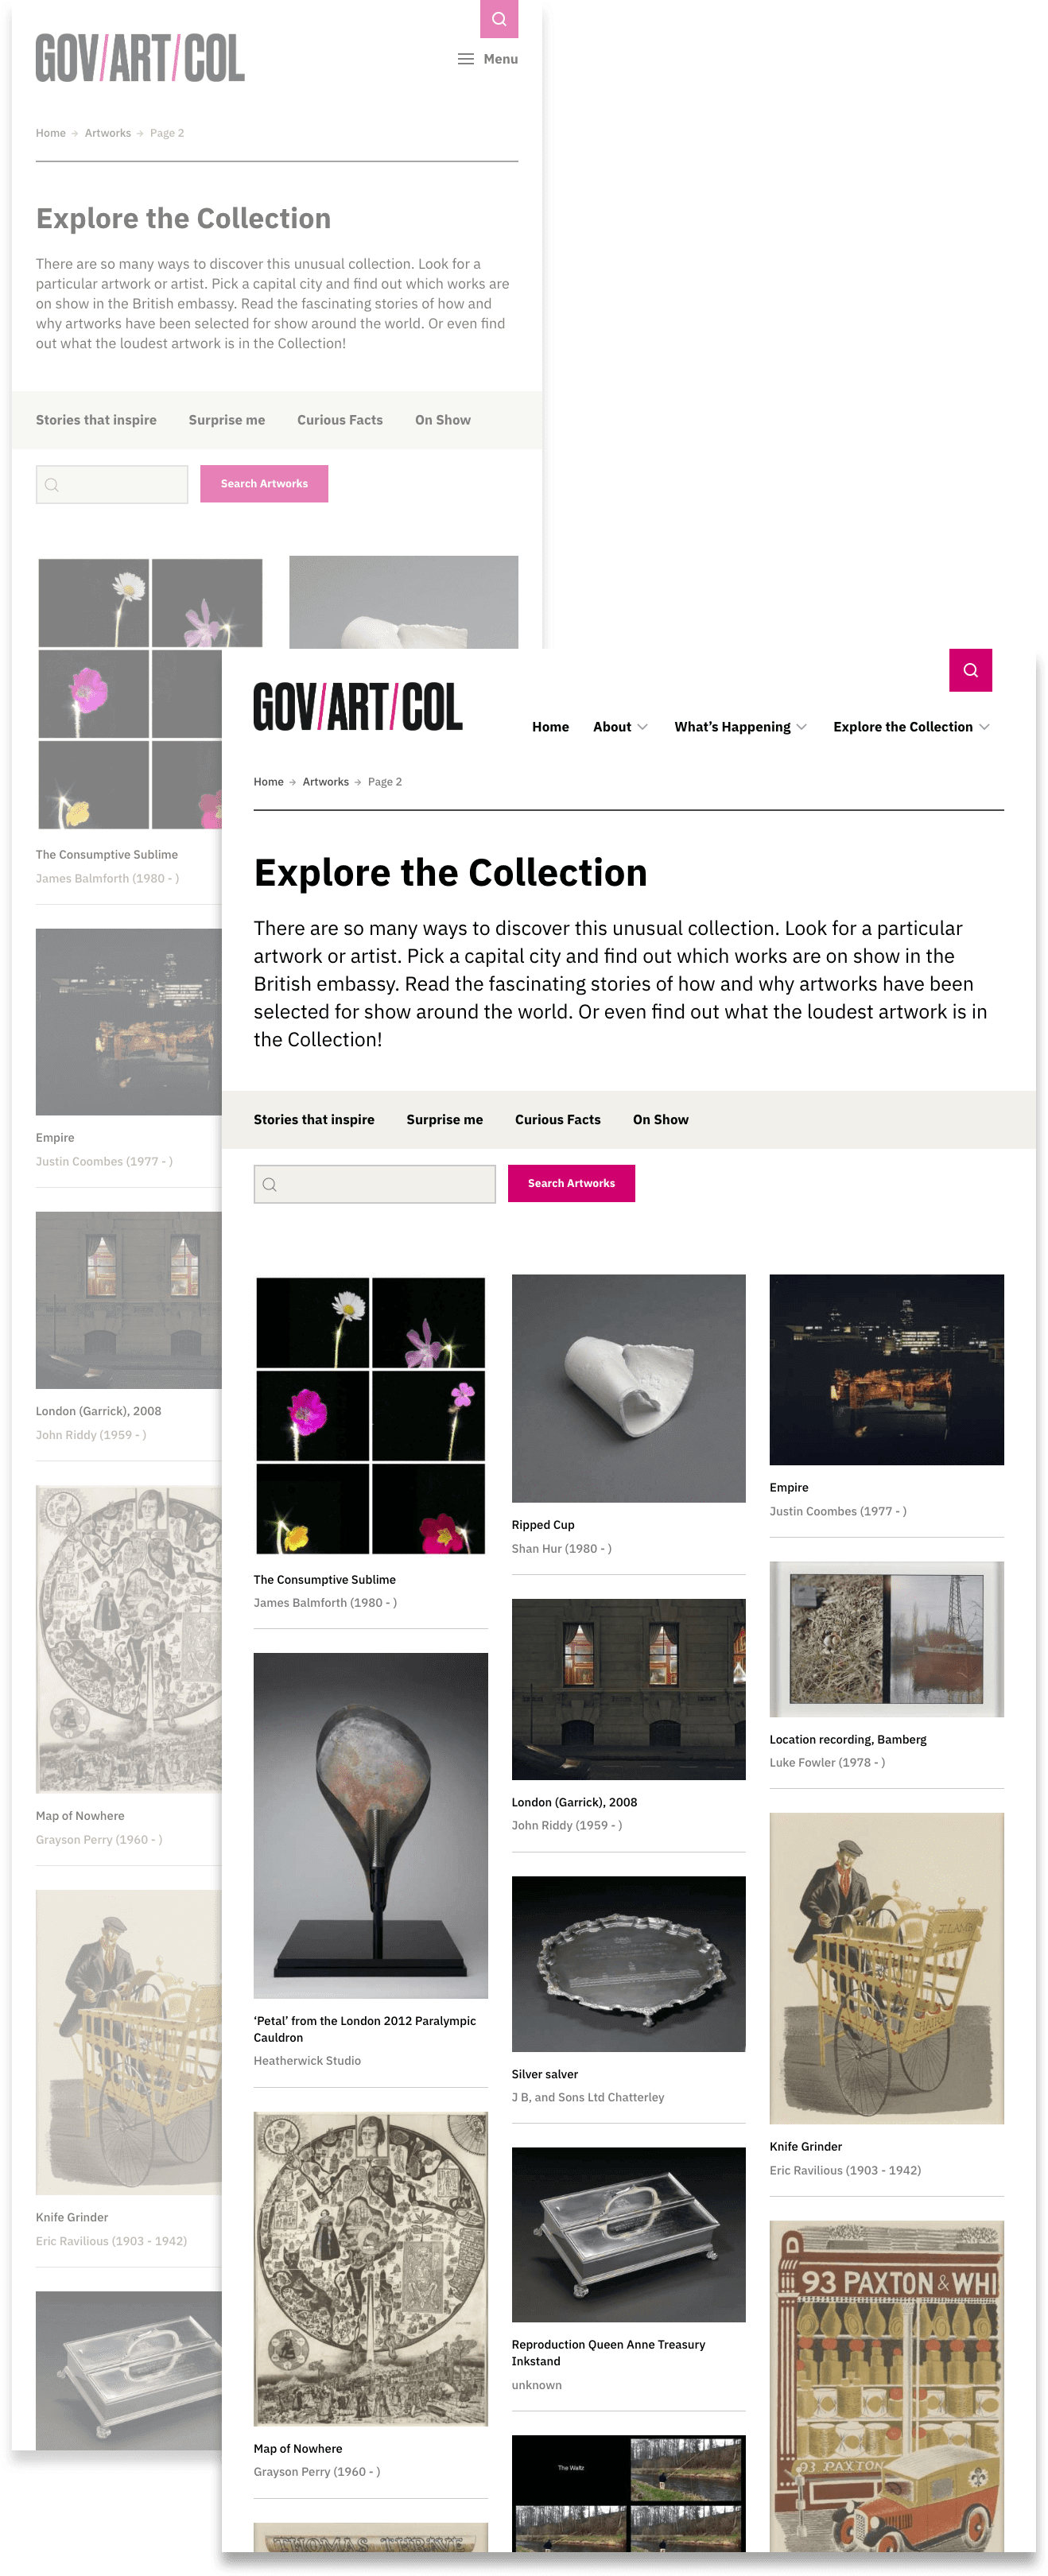 GOV/ART/COL
Menu
Home → Artworks → Page 2
Explore the Collection
There are so many ways to discover this unusual collection. Look for a
particular artwork or artist. Pick a capital city and find out which works are
on show in the British embassy. Read the fascinating stories of how and
why artworks have been selected for show around the world. Or even find
out what the loudest artwork is in the Collection!
Stories that inspire Surprise me Curious Facts On Show
Search Artworks
The Consumptive Sublime
James Balmforth (1980 - )
Empire
Justin Coombes (1977 - )
London (Garrick), 2008
John Riddy (1959 - )
Map of Nowhere
Grayson Perry (1960 - )
Knife Grinder
Eric Ravilious (1903 - 1942)
GOV/ART/COL
Home About What’s Happening Explore the Collection
Home → Artworks → Page 2
Explore the Collection
There are so many ways to discover this unusual collection. Look for a particular
artwork or artist. Pick a capital city and find out which works are on show in the
British embassy. Read the fascinating stories of how and why artworks have been
selected for show around the world. Or even find out what the loudest artwork is in
the Collection!
Stories that inspire Surprise me Curious Facts On Show
Search Artworks
The Consumptive Sublime
James Balmforth (1980 - )
‘Petal’ from the London 2012 Paralympic
Cauldron
Heatherwick Studio
Map of Nowhere
Grayson Perry (1960 - )
THOMAS
Ripped Cup
Shan Hur (1980 - )
London (Garrick), 2008
John Riddy (1959 - )
Silver salver
J B, and Sons Ltd Chatterley
Reproduction Queen Anne Treasury
Inkstand
unknown
The Waltz
Empire
Justin Coombes (1977 - )
Location recording, Bamberg
Luke Fowler (1978 - )
J. LAMB
CHAIRS
Knife Grinder
Eric Ravilious (1903 - 1942)
93 PAXTON & WHI
93 PAXTON